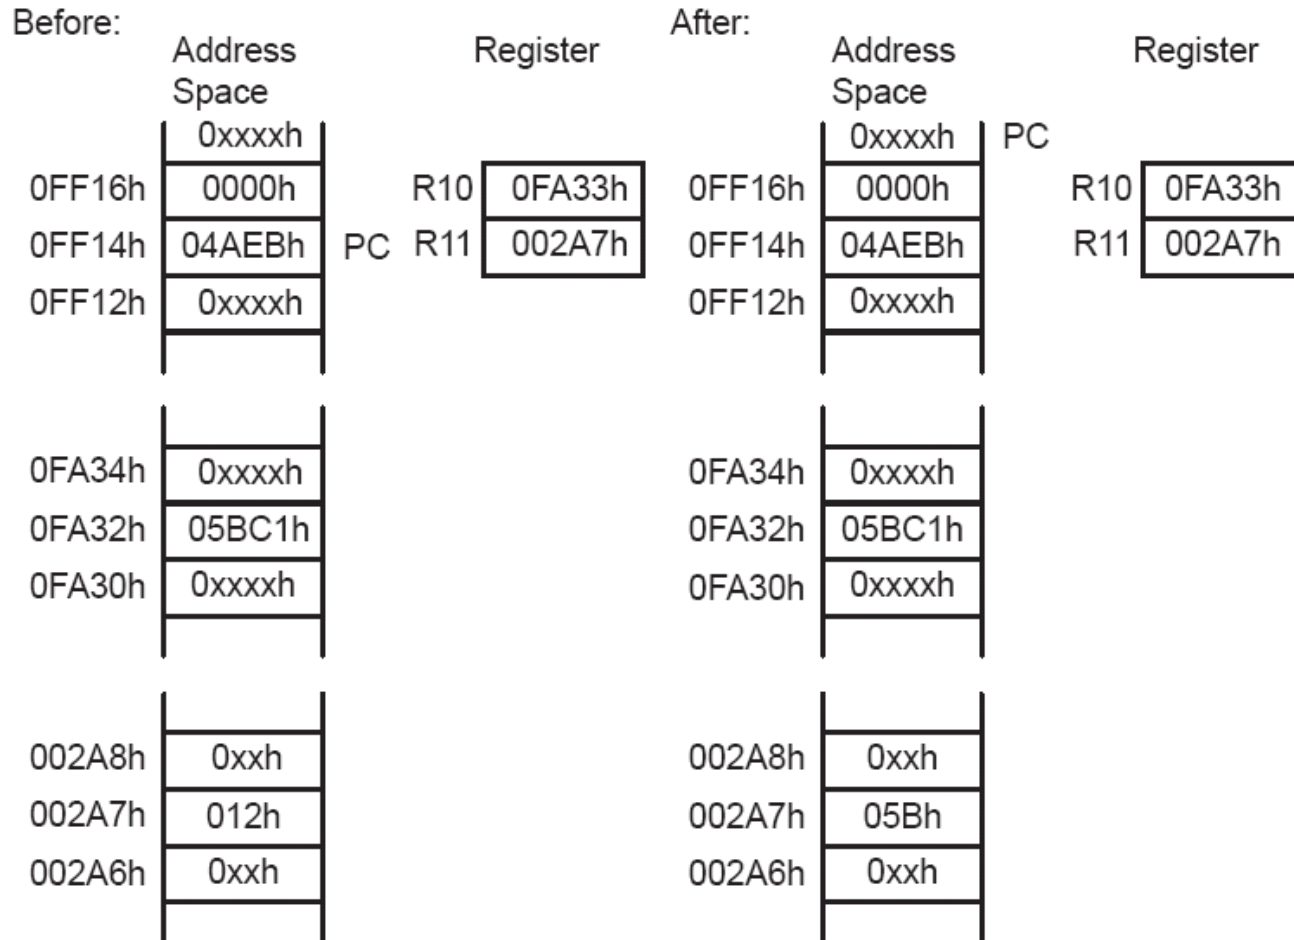 Before:
Address Space
Register
0xxxxh
0FF16h 0000h R10 0FA33h
0FF14h 04AEBh PC R11 002A7h
0FF12h 0xxxxh
0FA34h 0xxxxh
0FA32h 05BC1h
0FA30h 0xxxxh
002A8h 0xxh
002A7h 012h
002A6h 0xxh
After:
Address Space
Register
0xxxxh PC
0FF16h 0000h R10 0FA33h
0FF14h 04AEBh R11 002A7h
0FF12h 0xxxxh
0FA34h 0xxxxh
0FA32h 05BC1h
0FA30h 0xxxxh
002A8h 0xxh
002A7h 05Bh
002A6h 0xxh